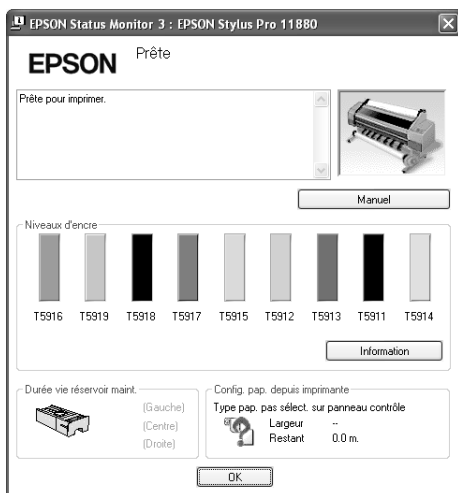 EPSON Status Monitor 3 : EPSON Stylus Pro 11880
EPSON
Prête
Prête pour imprimer.
Manuel
Niveaux d'encre
T5916 T5919 T5918 T5917 T5915 T5912 T5913 T5911 T5914
Information
Durée vie réservoir maint.
(Gauche)
(Centre)
(Droite)
Config. pap. depuis imprimante
Type pap. pas sélect. sur panneau contrôle
Largeur --
Restant 0.0 m.
OK